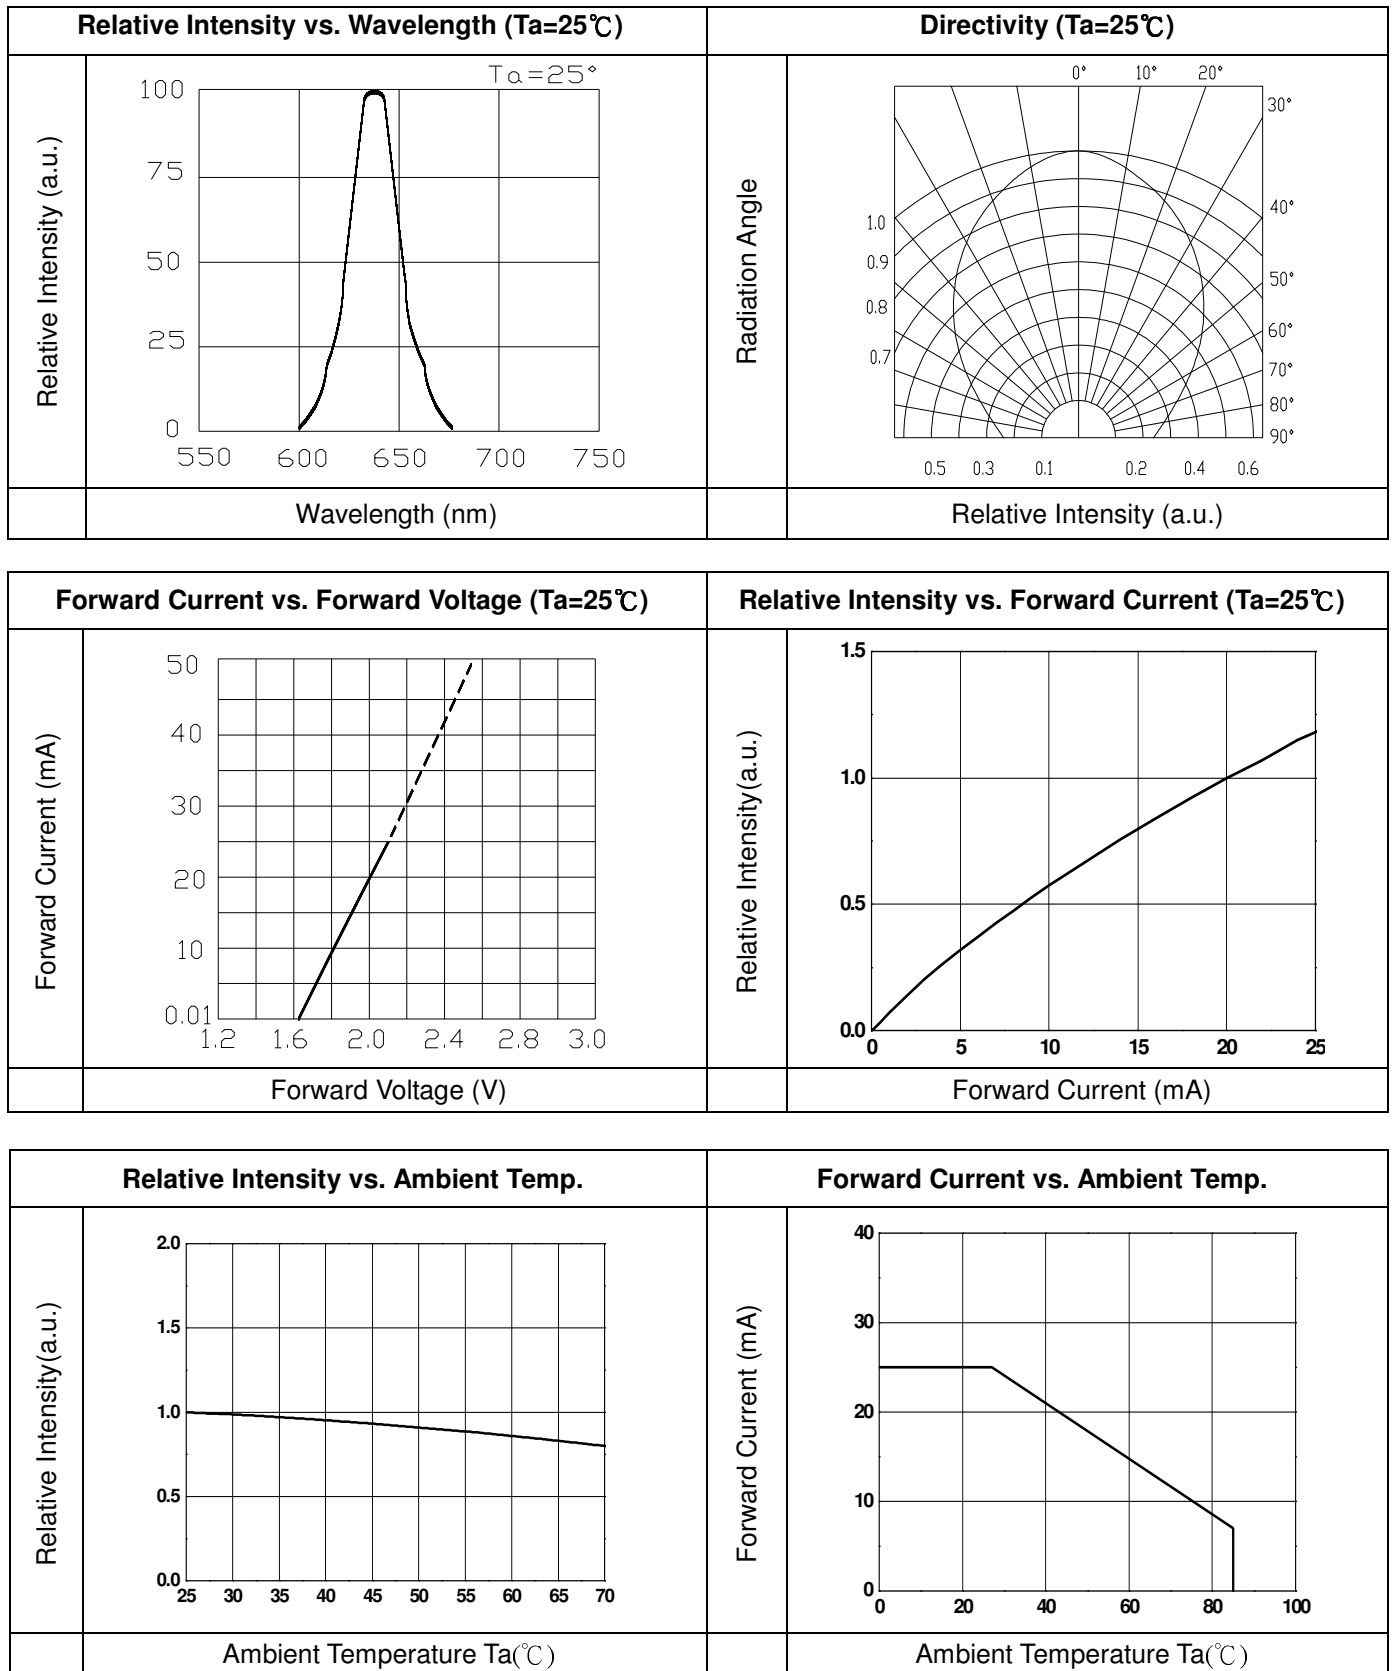 Relative Intensity vs. Wavelength (Ta=25℃)
Directivity (Ta=25℃)
Relative Intensity (a.u.)
Ta=25°
100
75
50
25
0
550 600 650 700 750
Wavelength (nm)
Radiation Angle
0° 10° 20°
30°
40°
50°
60°
70°
80°
90°
1.0
0.9
0.8
0.7
0.5 0.3 0.1 0.2 0.4 0.6
Relative Intensity (a.u.)
Forward Current vs. Forward Voltage (Ta=25℃)
Relative Intensity vs. Forward Current (Ta=25℃)
Forward Current (mA)
50
40
30
20
10
0.01
1.2 1.6 2.0 2.4 2.8 3.0
Forward Voltage (V)
Relative Intensity(a.u.)
1.5
1.0
0.5
0.0
0 5 10 15 20 25
Forward Current (mA)
Relative Intensity vs. Ambient Temp.
Forward Current vs. Ambient Temp.
Relative Intensity(a.u.)
2.0
1.5
1.0
0.5
0.0
25 30 35 40 45 50 55 60 65 70
Ambient Temperature Ta(℃)
Forward Current (mA)
40
30
20
10
0
0 20 40 60 80 100
Ambient Temperature Ta(℃)